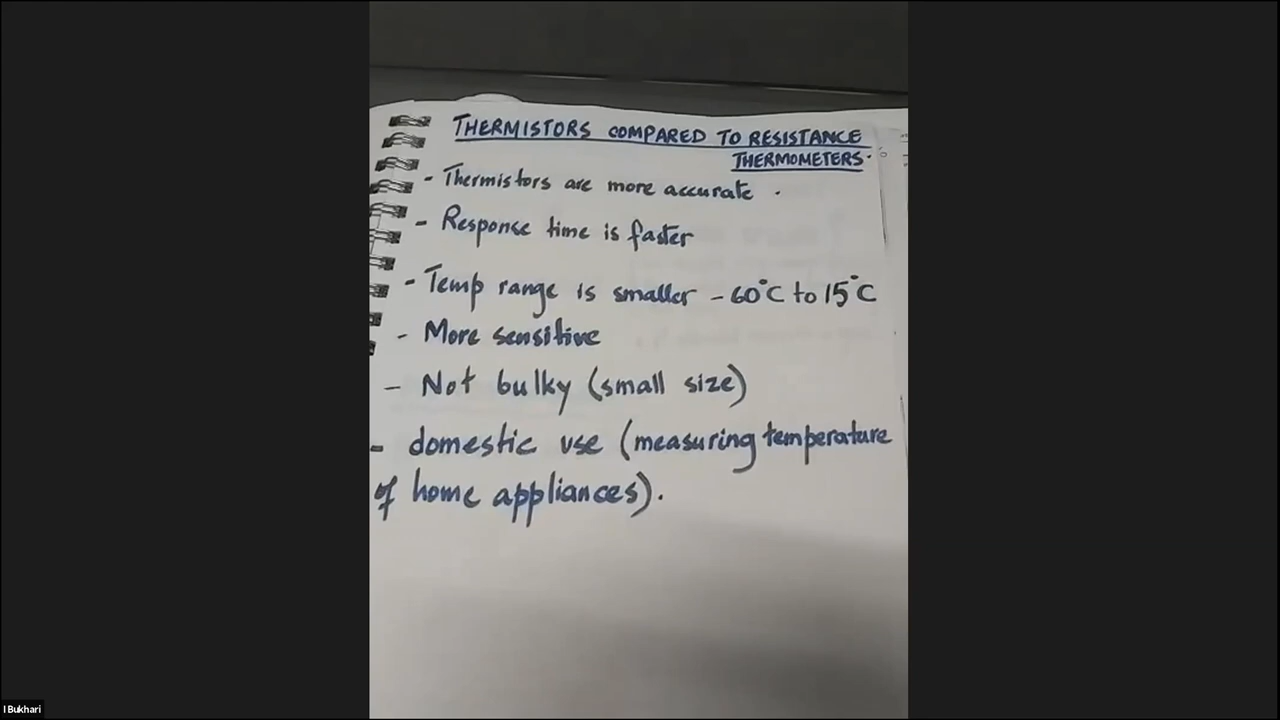 THERMISTORS COMPARED TO RESISTANCE
THERMOMETERS.
- Thermistors are more accurate .
- Response time is faster
- Temp range is smaller - 60°C to 15°C
- More sensitive
- Not bulky (small size)
- domestic use (measuring temperature
of home appliances).
I Bukhari